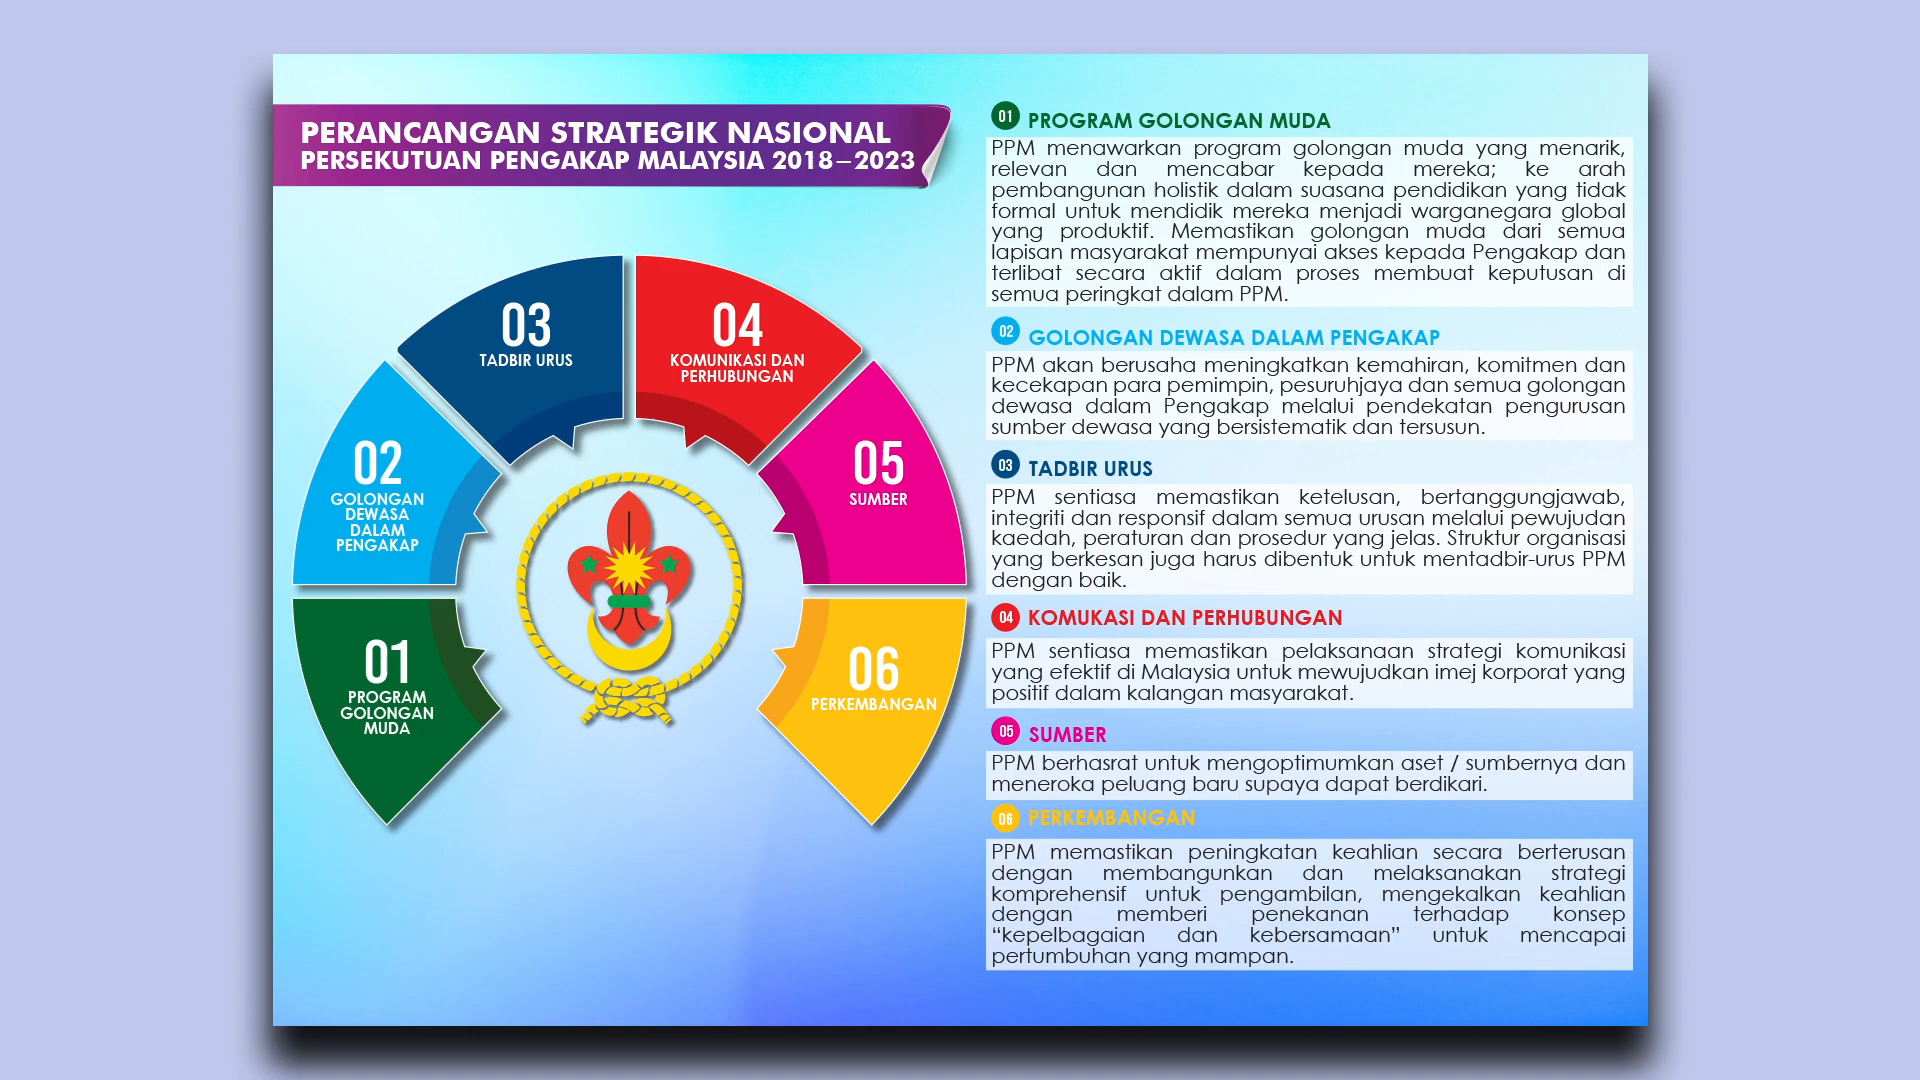 PERANCANGAN STRATEGIK NASIONAL
PERSEKUTUAN PENGAKAP MALAYSIA 2018–2023
03
TADBIR URUS
04
KOMUNIKASI DAN
PERHUBUNGAN
02
GOLONGAN
DEWASA
DALAM
PENGAKAP
05
SUMBER
01
PROGRAM
GOLONGAN
MUDA
06
PERKEMBANGAN
01 PROGRAM GOLONGAN MUDA
PPM menawarkan program golongan muda yang menarik,
relevan dan mencabar kepada mereka; ke arah
pembangunan holistik dalam suasana pendidikan yang tidak
formal untuk mendidik mereka menjadi warganegara global
yang produktif. Memastikan golongan muda dari semua
lapisan masyarakat mempunyai akses kepada Pengakap dan
terlibat secara aktif dalam proses membuat keputusan di
semua peringkat dalam PPM.
02 GOLONGAN DEWASA DALAM PENGAKAP
PPM akan berusaha meningkatkan kemahiran, komitmen dan
kecekapan para pemimpin, pesuruhjaya dan semua golongan
dewasa dalam Pengakap melalui pendekatan pengurusan
sumber dewasa yang bersistematik dan tersusun.
03 TADBIR URUS
PPM sentiasa memastikan ketelusan, bertanggungjawab,
integriti dan responsif dalam semua urusan melalui pewujudan
kaedah, peraturan dan prosedur yang jelas. Struktur organisasi
yang berkesan juga harus dibentuk untuk mentadbir-urus PPM
dengan baik.
04 KOMUKASI DAN PERHUBUNGAN
PPM sentiasa memastikan pelaksanaan strategi komunikasi
yang efektif di Malaysia untuk mewujudkan imej korporat yang
positif dalam kalangan masyarakat.
05 SUMBER
PPM berhasrat untuk mengoptimumkan aset / sumbernya dan
meneroka peluang baru supaya dapat berdikari.
06 PERKEMBANGAN
PPM memastikan peningkatan keahlian secara berterusan
dengan membangunkan dan melaksanakan strategi
komprehensif untuk pengambilan, mengekalkan keahlian
dengan memberi penekanan terhadap konsep
“kepelbagaian dan kebersamaan” untuk mencapai
pertumbuhan yang mampan.